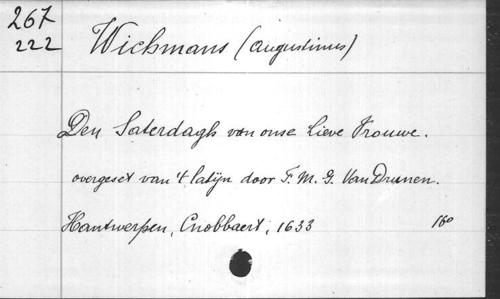 267
222
Wichmans (Augustinus)
Den Saterdagh van onse Lieve Vrouwe.
overgeset van 't latijn door F. M. G. Van Drunen.
Hantwerpen, Cnobbaert, 1633 16o